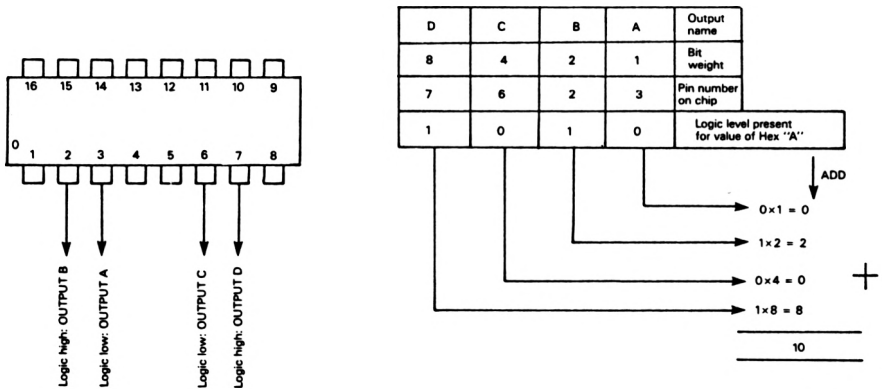 16 15 14 13 12 11 10 9
0
1 2 3 4 5 6 7 8
Logic high: OUTPUT B
Logic low: OUTPUT A
Logic low: OUTPUT C
Logic high: OUTPUT D
D C B A Output name
8 4 2 1 Bit weight
7 6 2 3 Pin number on chip
1 0 1 0 Logic level present for value of Hex "A"
ADD
0×1 = 0
1×2 = 2
0×4 = 0
+
1×8 = 8
10